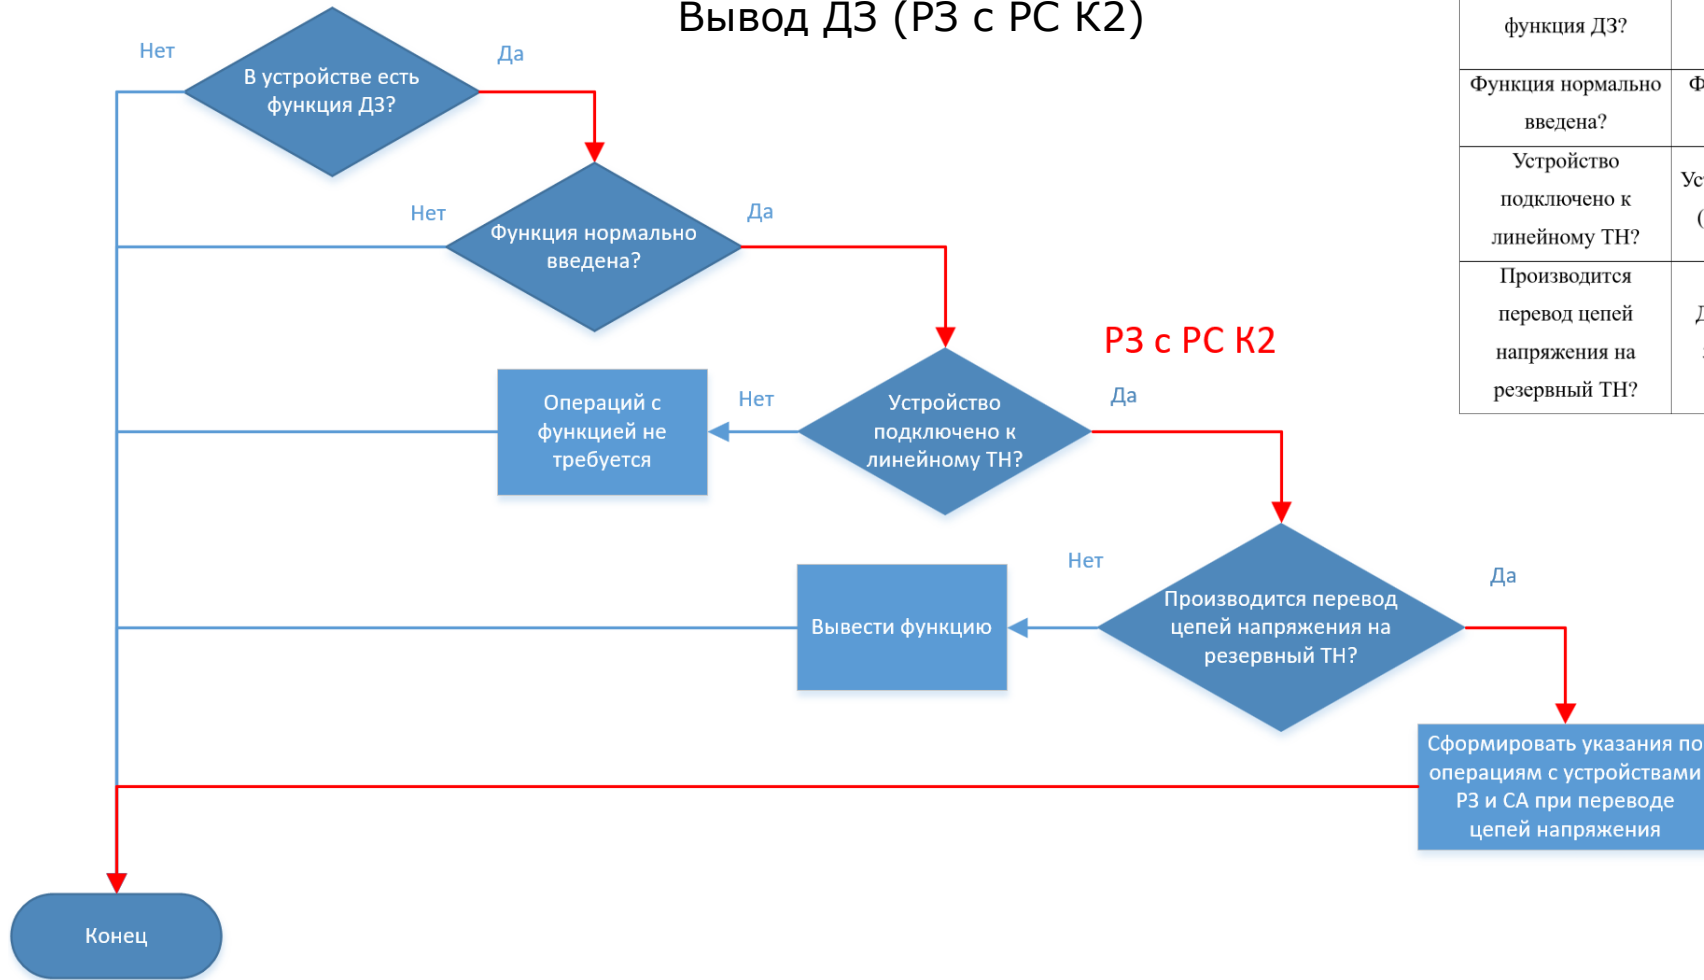 Вывод ДЗ (РЗ с РС К2)
Нет
Да
В устройстве есть
функция ДЗ?
Нет
Да
Функция нормально
введена?
РЗ с РС К2
Операций с
функцией не
требуется
Нет
Да
Устройство
подключено к
линейному ТН?
Нет
Да
Вывести функцию
Производится перевод
цепей напряжения на
резервный ТН?
Сформировать указания по
операциям с устройствами
РЗ и СА при переводе
цепей напряжения
Конец
функция ДЗ?
Функция нормально
введена?
Устройство
подключено к
линейному ТН?
Производится
перевод цепей
напряжения на
резервный ТН?